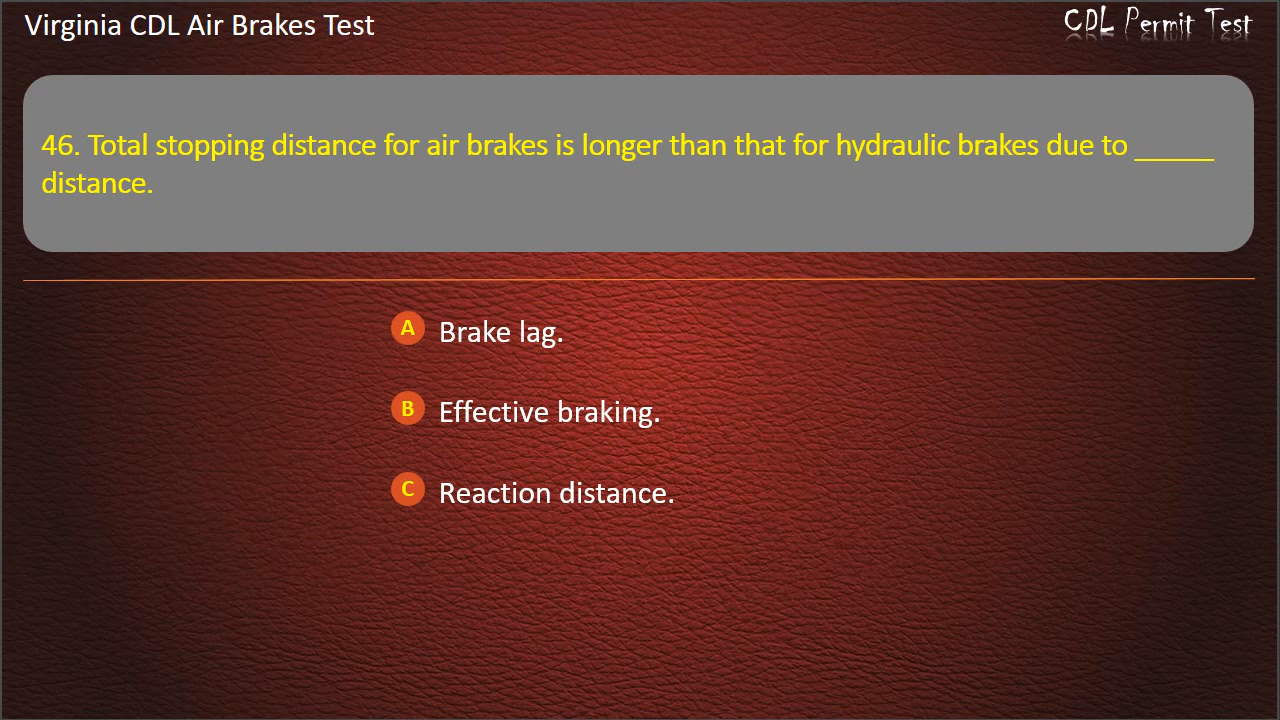 Virginia CDL Air Brakes Test
CDL Permit Test
46. Total stopping distance for air brakes is longer than that for hydraulic brakes due to ______
distance.
A Brake lag.
B Effective braking.
C Reaction distance.